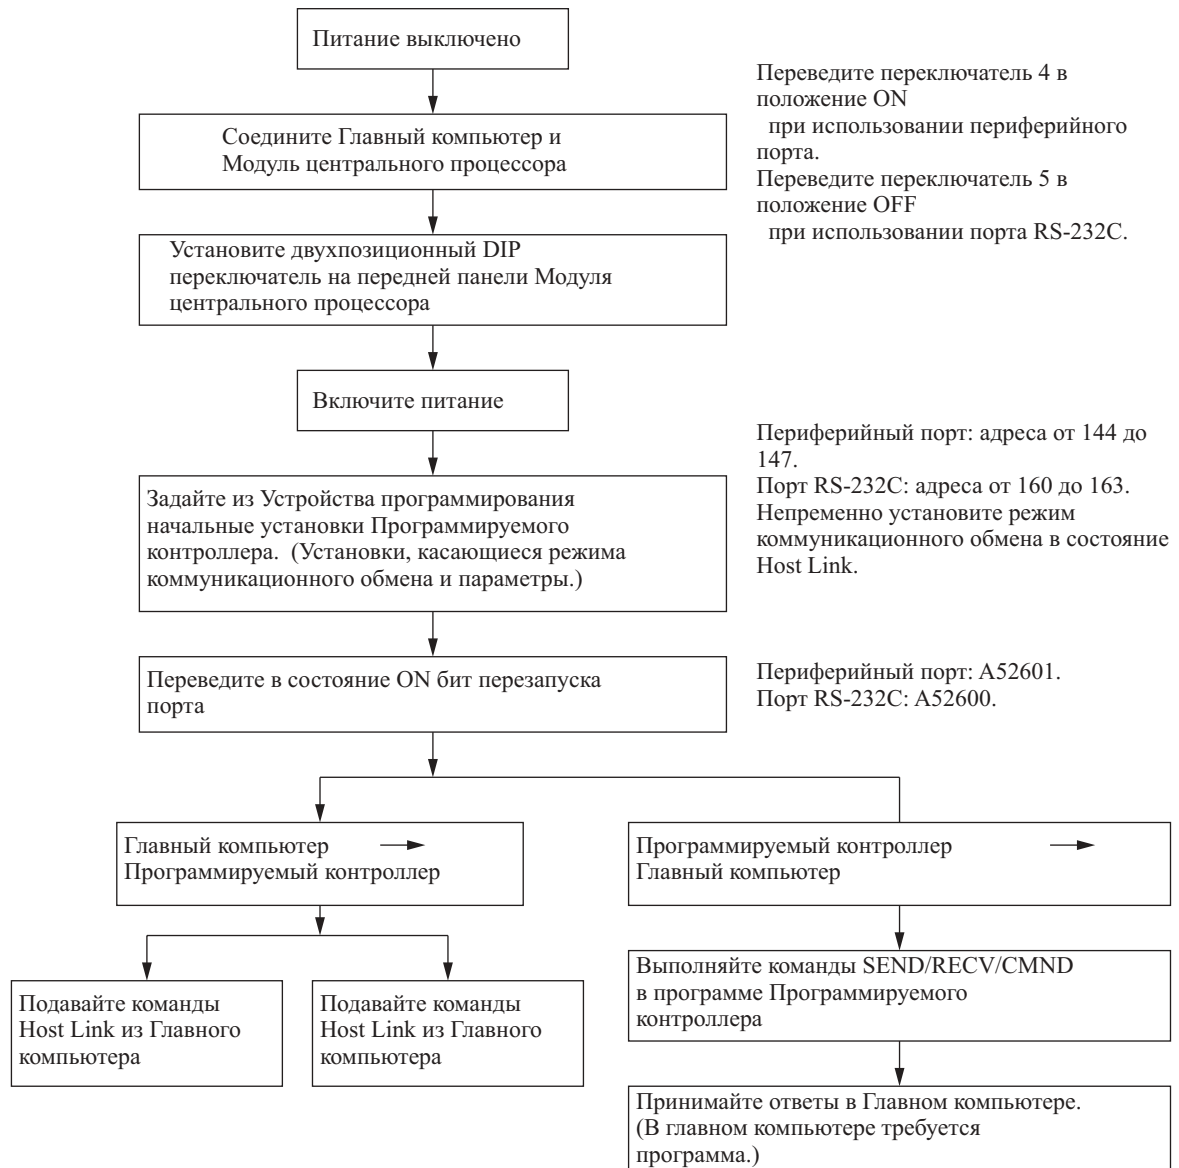 Питание выключено
Переведите переключатель 4 в
положение ON
при использовании периферийного
порта.
Переведите переключатель 5 в
положение OFF
при использовании порта RS-232C.
Соедините Главный компьютер и
Модуль центрального процессора
Установите двухпозиционный DIP
переключатель на передней панели Модуля
центрального процессора
Включите питание
Периферийный порт: адреса от 144 до
147.
Порт RS-232C: адреса от 160 до 163.
Непременно установите режим
коммуникационного обмена в состояние
Host Link.
Задайте из Устройства программирования
начальные установки Программируемого
контроллера. (Установки, касающиеся режима
коммуникационного обмена и параметры.)
Переведите в состояние ON бит перезапуска
порта
Периферийный порт: A52601.
Порт RS-232C: A52600.
Главный компьютер →
Программируемый контроллер
Программируемый контроллер →
Главный компьютер
Подавайте команды
Host Link из Главного
компьютера
Подавайте команды
Host Link из Главного
компьютера
Выполняйте команды SEND/RECV/CMND
в программе Программируемого
контроллера
Принимайте ответы в Главном компьютере.
(В главном компьютере требуется
программа.)